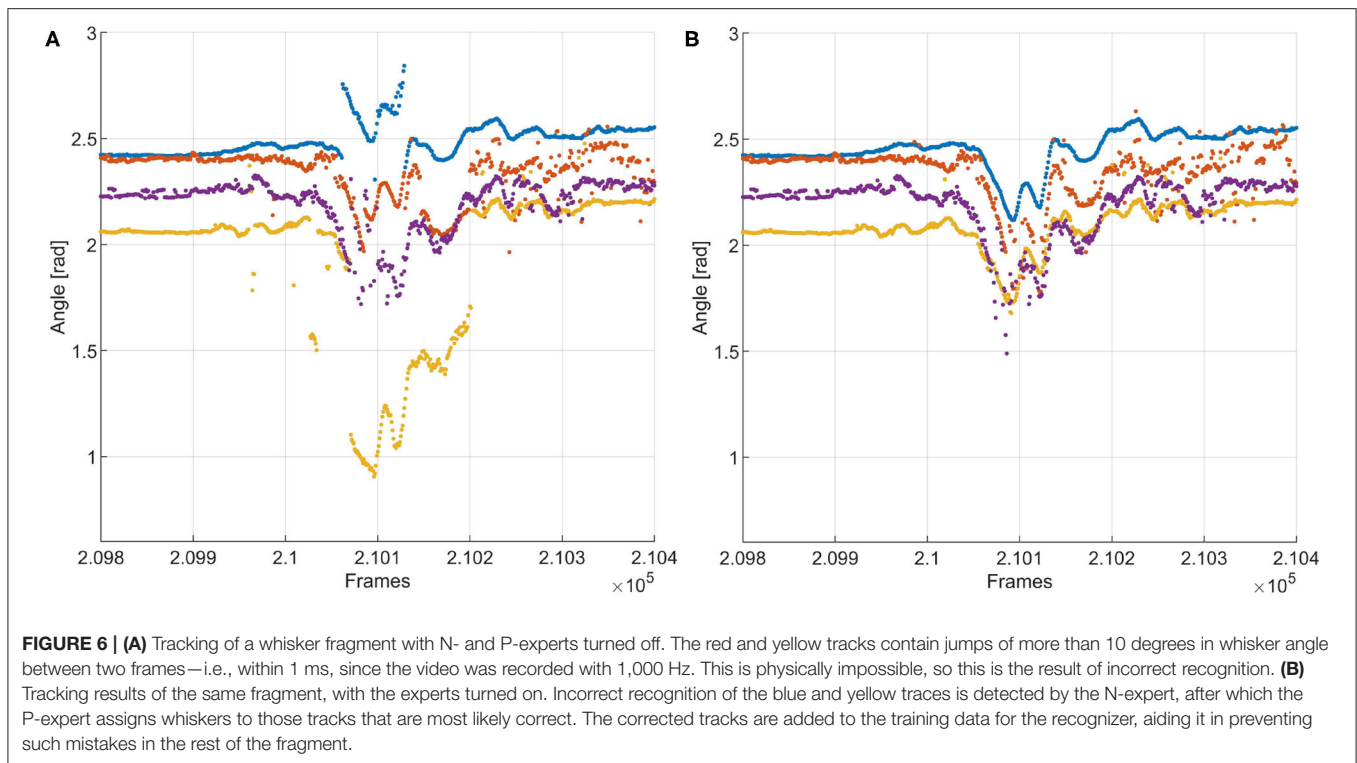 A
3
2.5
2
1.5
1
Angle [rad]
2.098 2.099 2.1 2.101 2.102 2.103 2.104
Frames
×10⁵
B
3
2.5
2
1.5
1
Angle [rad]
2.098 2.099 2.1 2.101 2.102 2.103 2.104
Frames
×10⁵
FIGURE 6 | (A) Tracking of a whisker fragment with N- and P-experts turned off. The red and yellow tracks contain jumps of more than 10 degrees in whisker angle
between two frames—i.e., within 1 ms, since the video was recorded with 1,000 Hz. This is physically impossible, so this is the result of incorrect recognition. (B)
Tracking results of the same fragment, with the experts turned on. Incorrect recognition of the blue and yellow traces is detected by the N-expert, after which the
P-expert assigns whiskers to those tracks that are most likely correct. The corrected tracks are added to the training data for the recognizer, aiding it in preventing
such mistakes in the rest of the fragment.